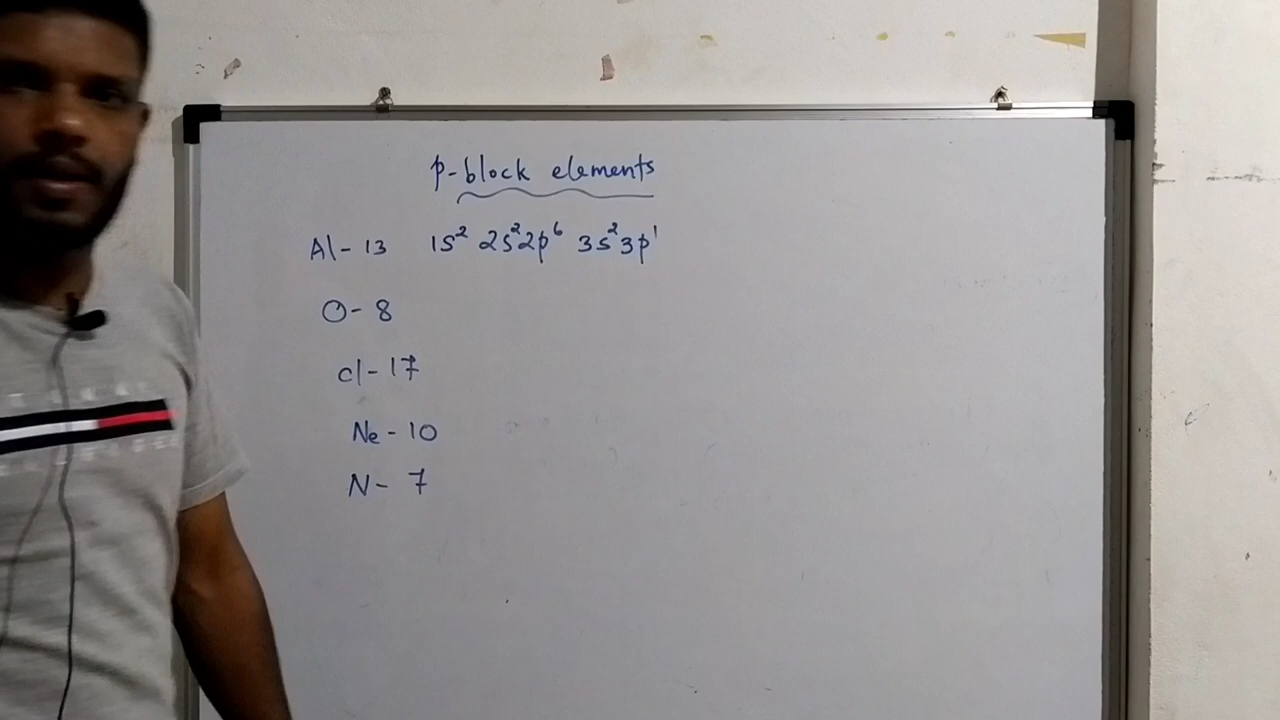 p-block elements
Al - 13 1s² 2s²2p⁶ 3s²3p¹
O - 8
cl - 17
Ne - 10
N - 7